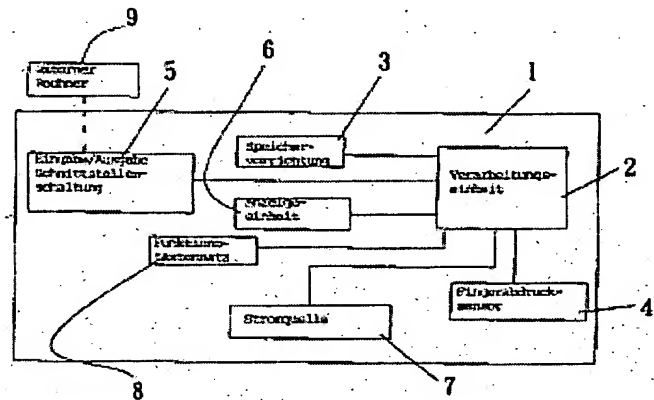 9
6
5
3
1
Externer
Rechner
Eingabe/Ausgabe
Schnittstellen-
schaltung
Speicher-
vorrichtung
Verarbeitungs-
einheit
2
Anzeige-
einheit
Funktions-
tastensatz
Stromquelle
Fingerabdruck-
sensor
4
8
7